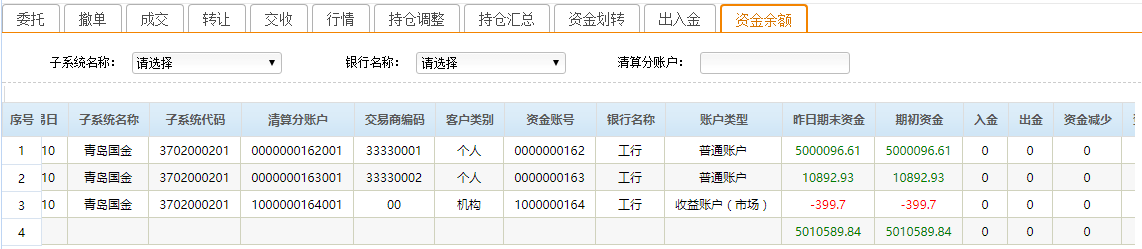 委托 撤单 成交 转让 交收 行情 持仓调整 持仓汇总 资金划转 出入金 资金余额
子系统名称： 请选择 银行名称： 请选择 清算分账户：
序号 易日 子系统名称 子系统代码 清算分账户 交易商编码 客户类别 资金账号 银行名称 账户类型 昨日期末资金 期初资金 入金 出金 资金减少
1 10 青岛国金 3702000201 0000000162001 33330001 个人 0000000162 工行 普通账户 5000096.61 5000096.61 0 0 0
2 10 青岛国金 3702000201 0000000163001 33330002 个人 0000000163 工行 普通账户 10892.93 10892.93 0 0 0
3 10 青岛国金 3702000201 1000000164001 00 机构 1000000164 工行 收益账户（市场） -399.7 -399.7 0 0 0
4 5010589.84 5010589.84 0 0 0